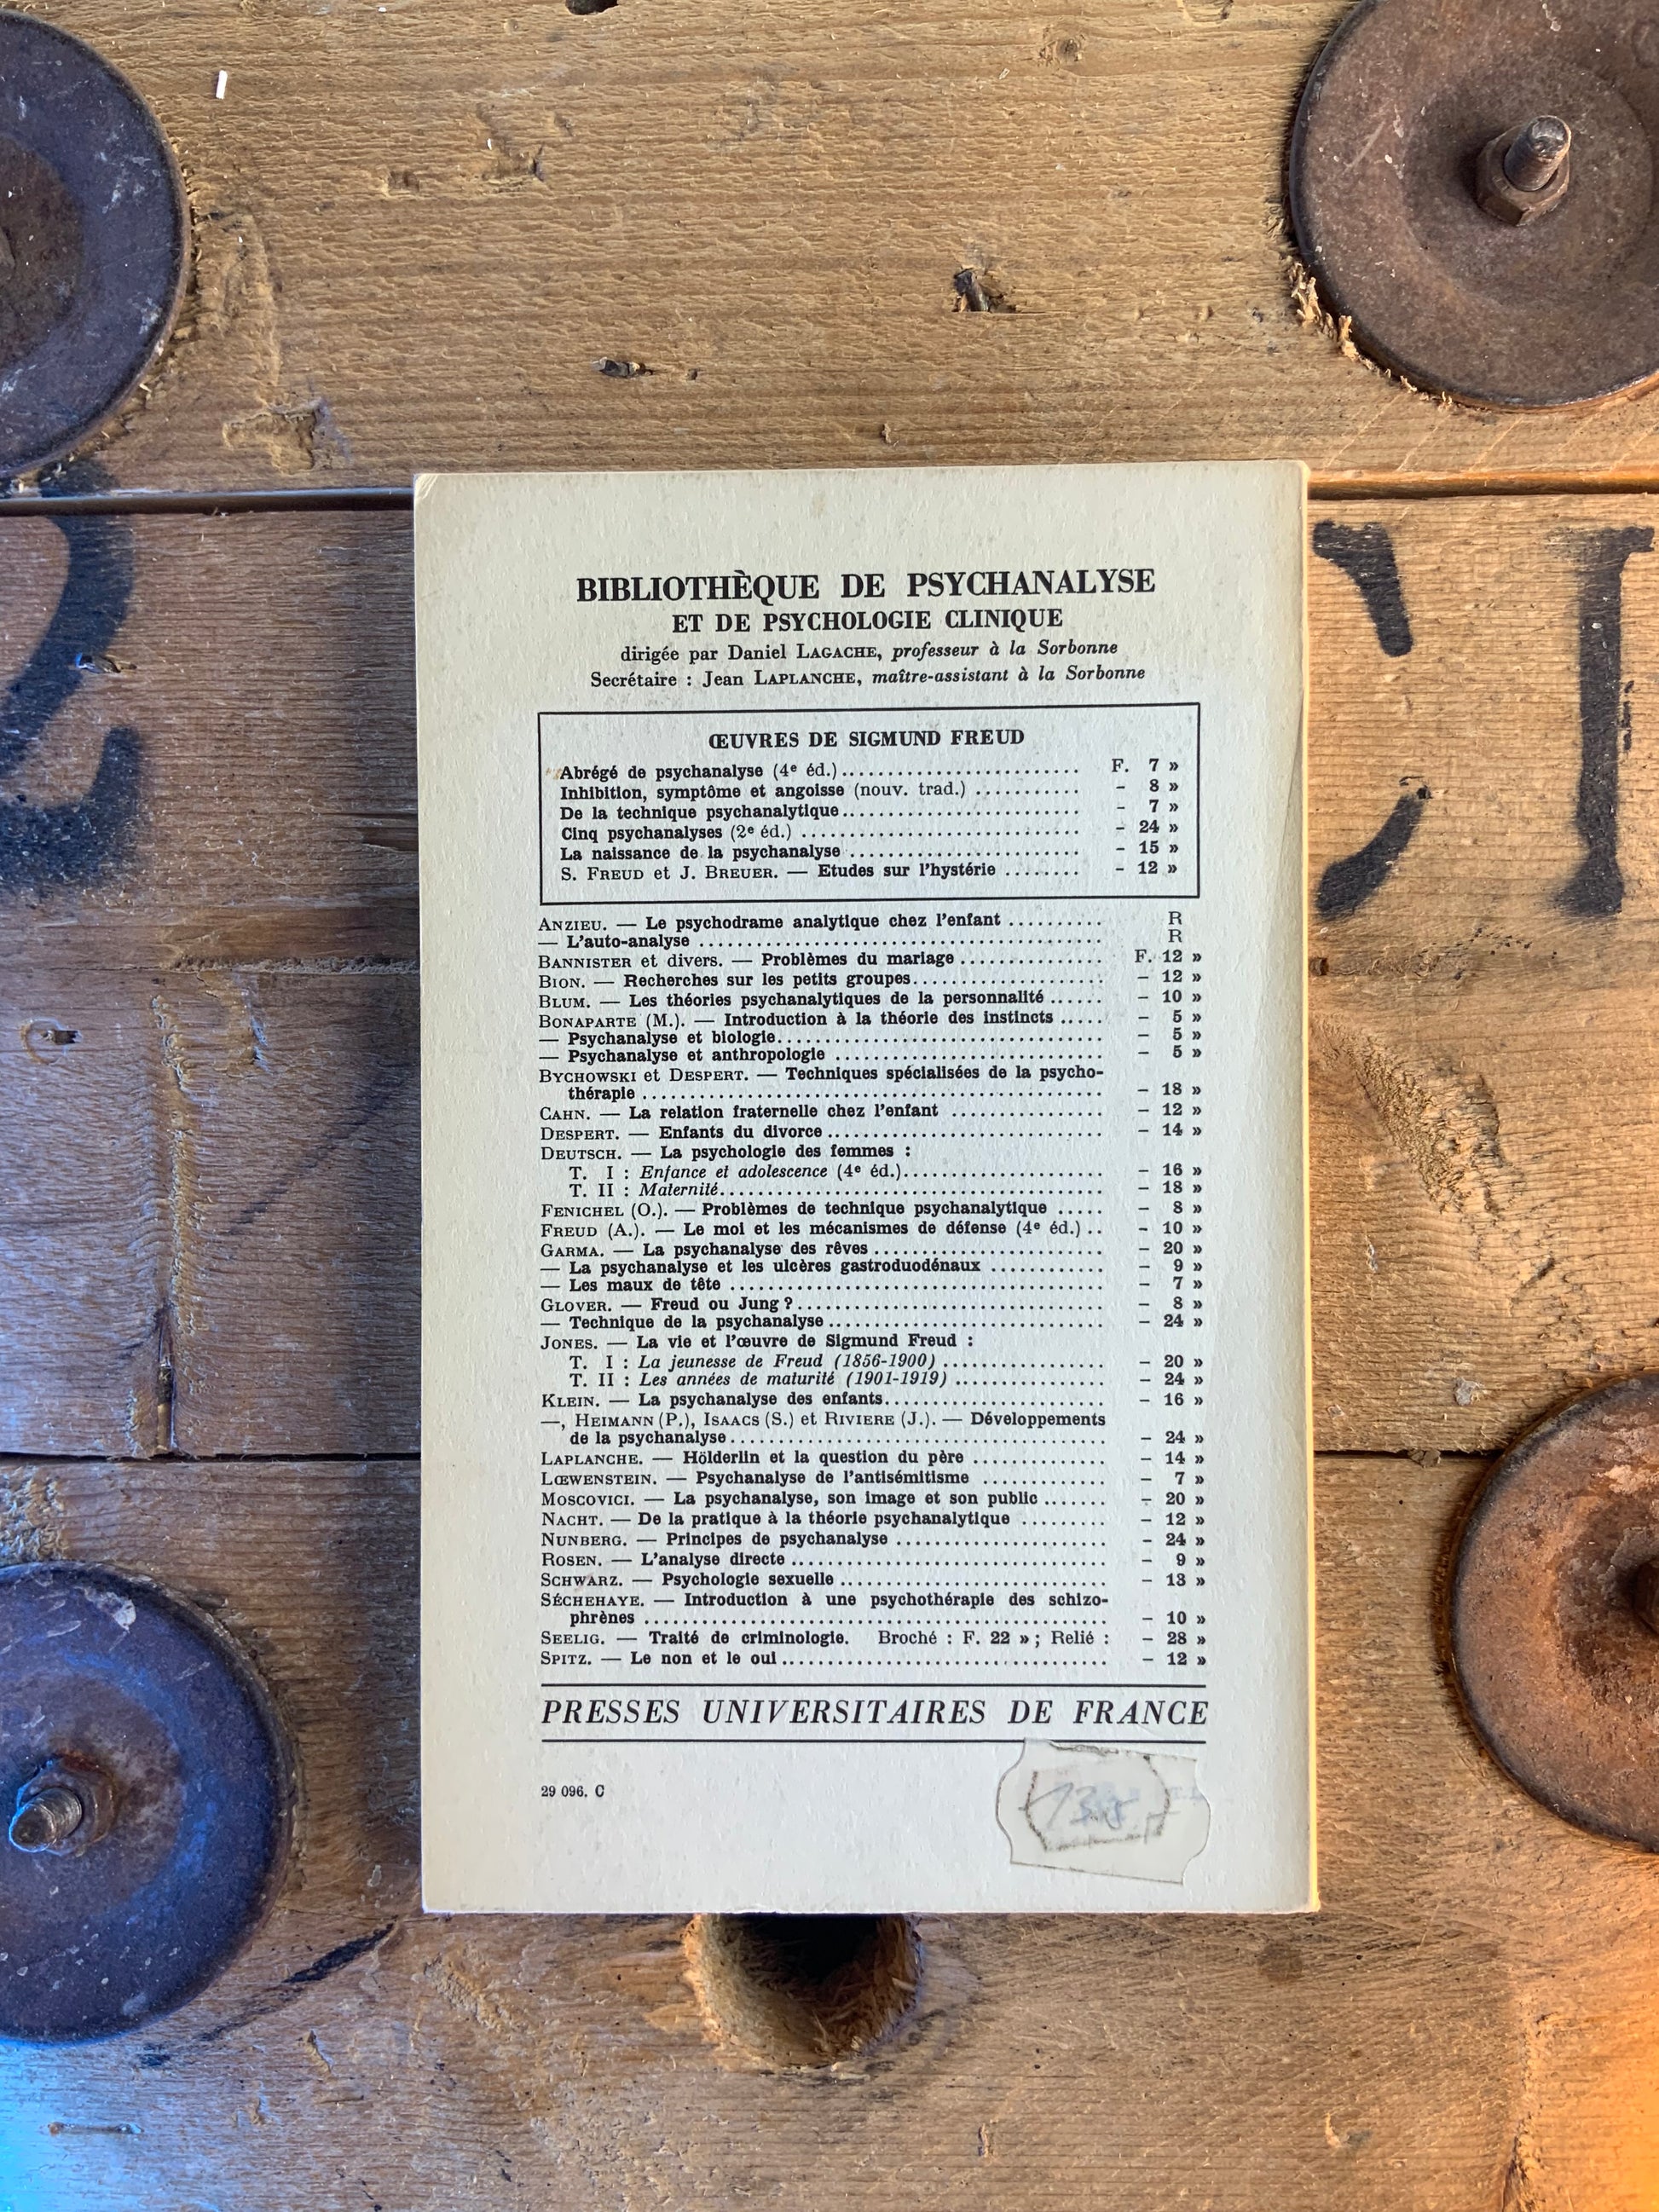 BIBLIOTHÈQUE DE PSYCHANALYSE
ET DE PSYCHOLOGIE CLINIQUE
dirigée par Daniel LAGACHE, professeur à la Sorbonne
Secrétaire : Jean LAPLANCHE, maître-assistant à la Sorbonne
ŒUVRES DE SIGMUND FREUD
Abrégé de psychanalyse (4e éd.)......................... F. 7 »
Inhibition, symptôme et angoisse (nouv. trad.) ........... – 8 »
De la technique psychanalytique......................... – 7 »
Cinq psychanalyses (2e éd.) ............................. – 24 »
La naissance de la psychanalyse ........................ – 15 »
S. FREUD et J. BREUER. — Etudes sur l'hystérie ........ – 12 »
ANZIEU. — Le psychodrame analytique chez l'enfant .......... R
— L'auto-analyse .......................................... R
BANNISTER et divers. — Problèmes du mariage ............... F. 12 »
BION. — Recherches sur les petits groupes.................... – 12 »
BLUM. — Les théories psychanalytiques de la personnalité ...... – 10 »
BONAPARTE (M.). — Introduction à la théorie des instincts ..... – 5 »
— Psychanalyse et biologie.................................. – 5 »
— Psychanalyse et anthropologie ............................ – 5 »
BYCHOWSKI et DESPERT. — Techniques spécialisées de la psycho-
thérapie ................................................ – 18 »
CAHN. — La relation fraternelle chez l'enfant ................ – 12 »
DESPERT. — Enfants du divorce ............................. – 14 »
DEUTSCH. — La psychologie des femmes :
T. I : Enfance et adolescence (4e éd.)..................... – 16 »
T. II : Maternité........................................ – 18 »
FENICHEL (O.). — Problèmes de technique psychanalytique ..... – 8 »
FREUD (A.). — Le moi et les mécanismes de défense (4e éd.) .. – 10 »
GARMA. — La psychanalyse des rêves ........................ – 20 »
— La psychanalyse et les ulcères gastroduodénaux ............ – 9 »
— Les maux de tête ....................................... – 7 »
GLOVER. — Freud ou Jung ?................................ – 8 »
— Technique de la psychanalyse............................. – 24 »
JONES. — La vie et l'œuvre de Sigmund Freud :
T. I : La jeunesse de Freud (1856-1900) ................. – 20 »
T. II : Les années de maturité (1901-1919) ................ – 24 »
KLEIN. — La psychanalyse des enfants....................... – 16 »
—, HEIMANN (P.), ISAACS (S.) et RIVIERE (J.). — Développements
de la psychanalyse....................................... – 24 »
LAPLANCHE. — Hölderlin et la question du père .............. – 14 »
LŒWENSTEIN. — Psychanalyse de l'antisémitisme ............. – 7 »
MOSCOVICI. — La psychanalyse, son image et son public ....... – 20 »
NACHT. — De la pratique à la théorie psychanalytique ......... – 12 »
NUNBERG. — Principes de psychanalyse ...................... – 24 »
ROSEN. — L'analyse directe ................................. – 9 »
SCHWARZ. — Psychologie sexuelle ............................ – 13 »
SÉCHEHAYE. — Introduction à une psychothérapie des schizo-
phrènes ................................................. – 10 »
SEELIG. — Traité de criminologie. Broché : F. 22 » ; Relié : – 28 »
SPITZ. — Le non et le oui.................................. – 12 »
PRESSES UNIVERSITAIRES DE FRANCE
29 096. C